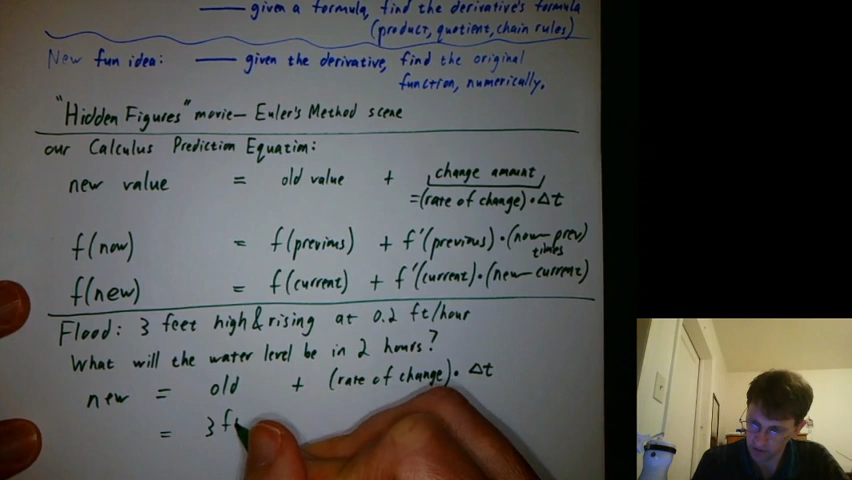 — given a formula, find the derivative's formula
(product, quotient, chain rules)
New fun idea: — given the derivative, find the original
function, numerically.
"Hidden Figures" movie— Euler's Method scene
our Calculus Prediction Equation:
new value = old value + change amount
=(rate of change)·Δt
f(now) = f(previous) + f'(previous)·(now—prev)
times
f(new) = f(current) + f'(current)·(new—current)
Flood: 3 feet high & rising at 0.2 ft/hour
What will the water level be in 2 hours?
new = old + (rate of change)·Δt
= 3 f